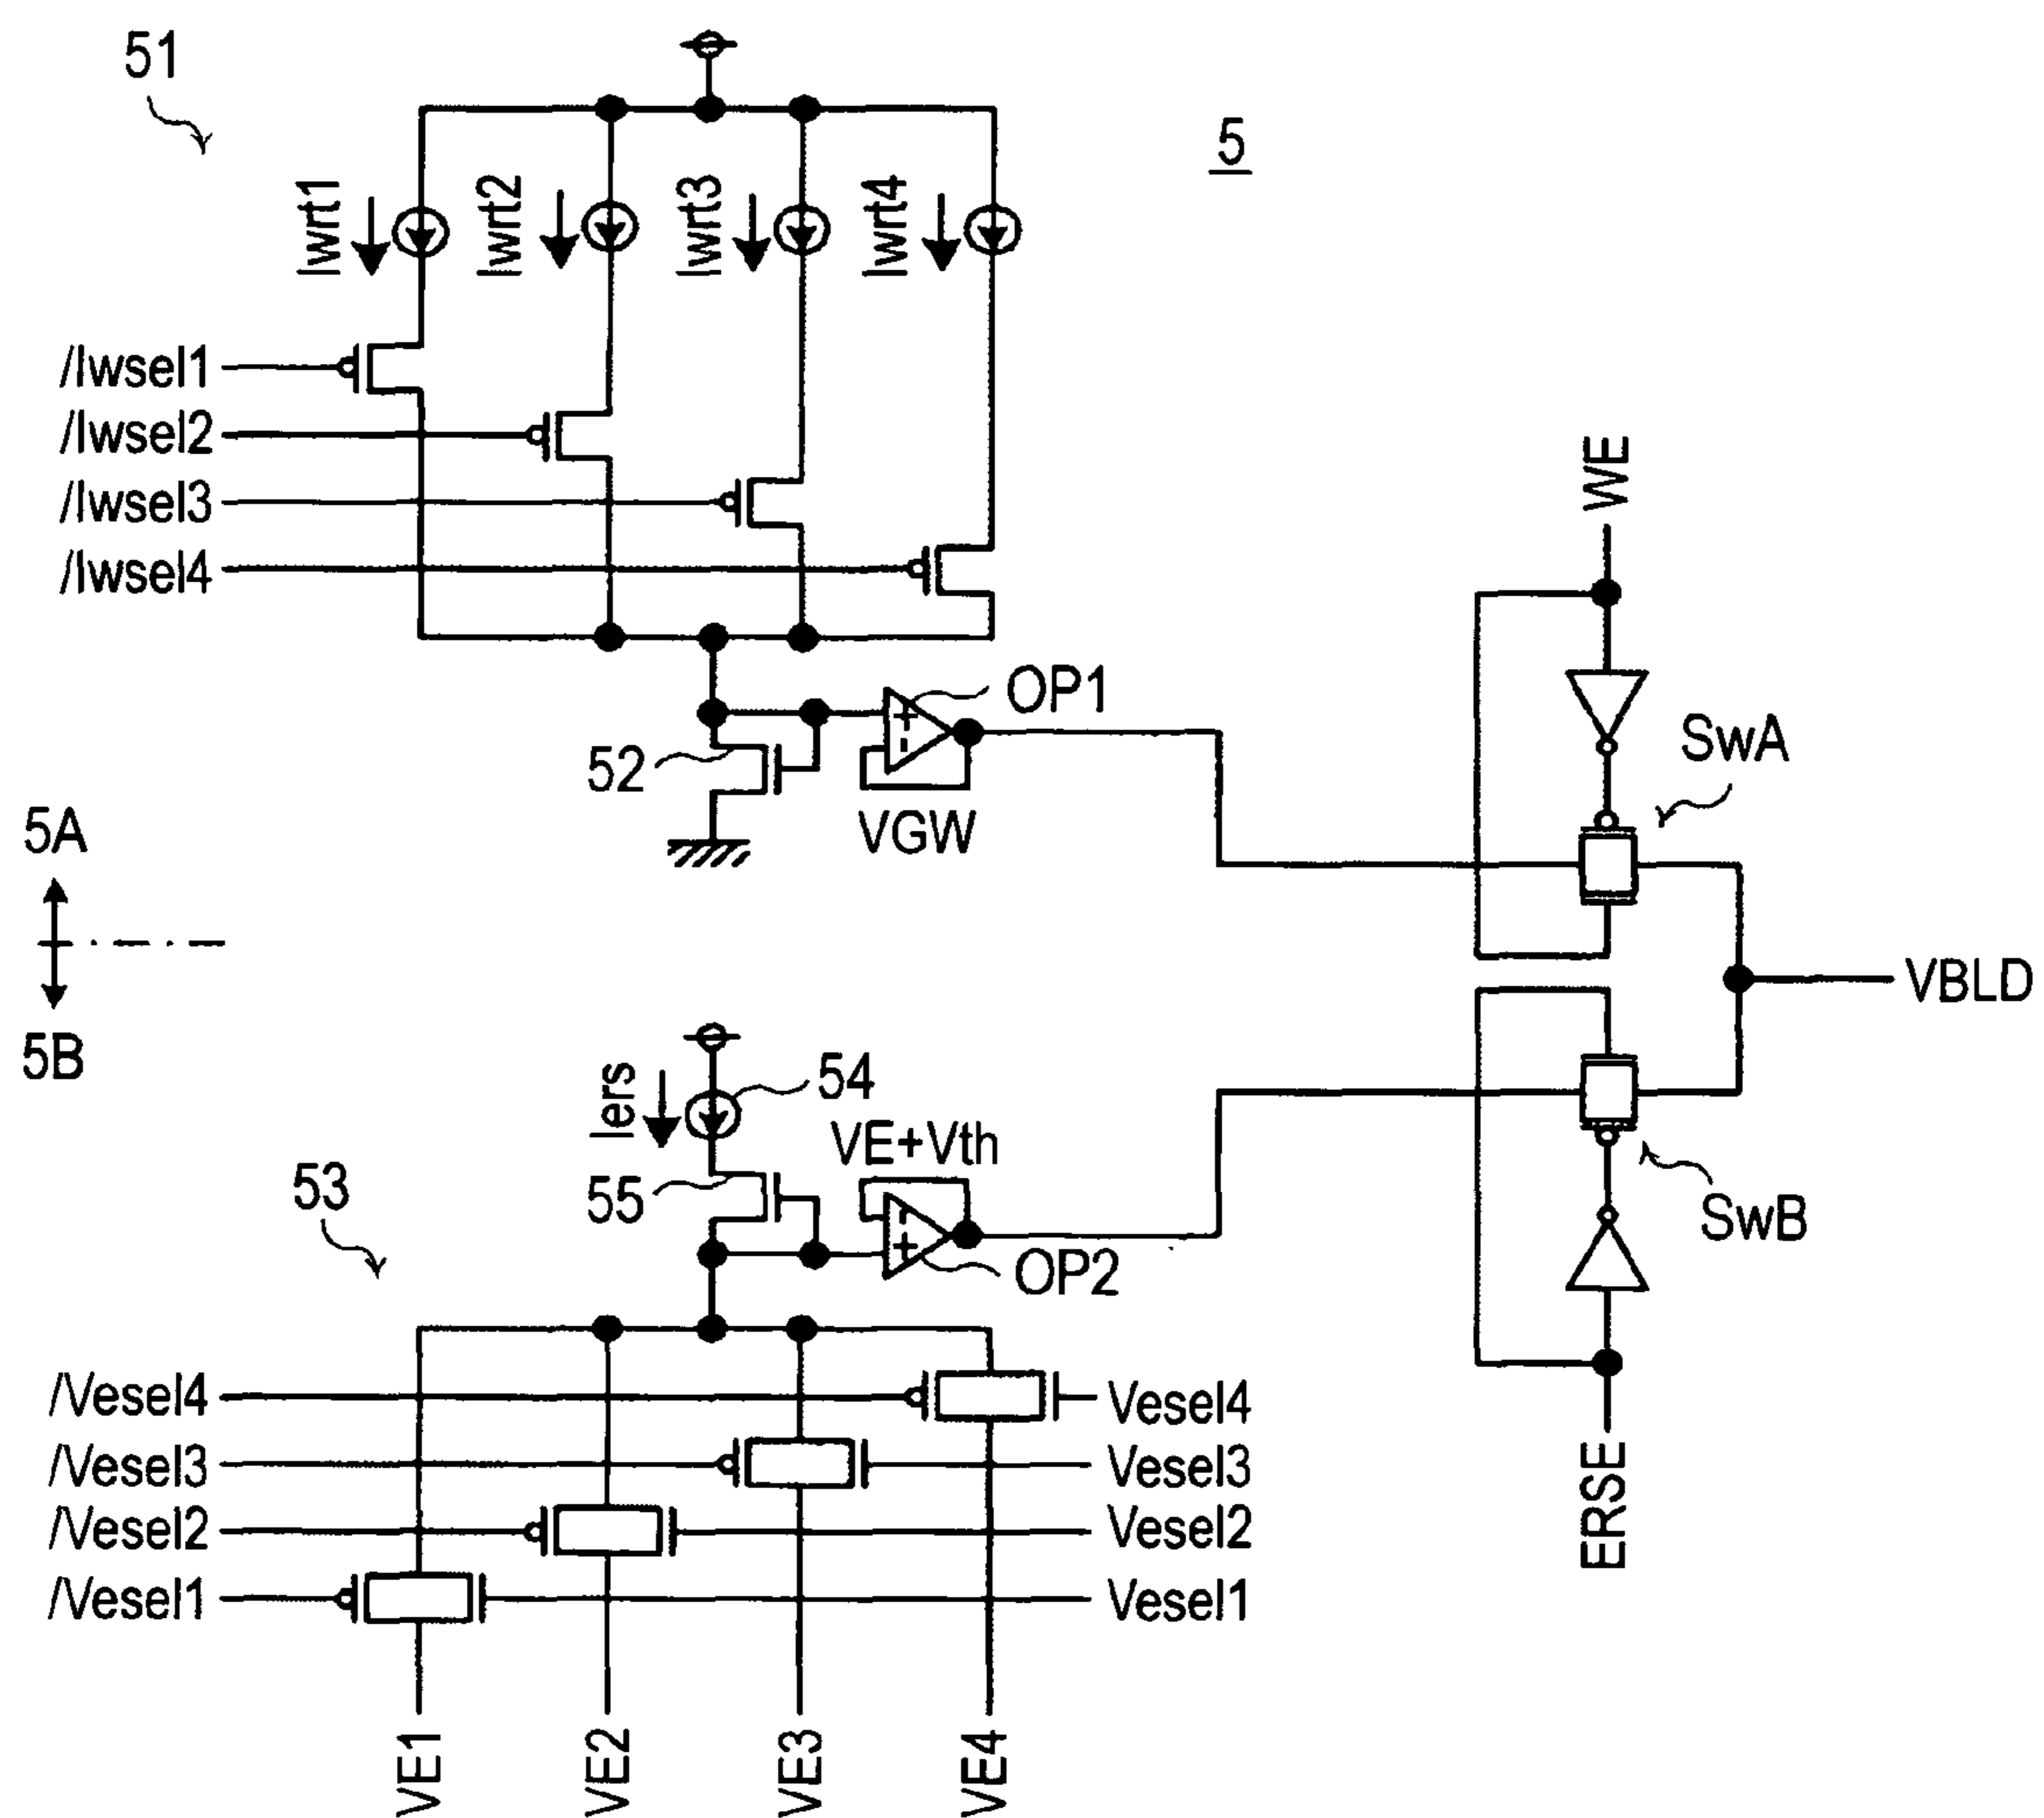 51
5
Iwrt1
Iwrt2
Iwrt3
Iwrt4
/Iwsel1
/Iwsel2
/Iwsel3
/Iwsel4
WE
OP1
+
-
52
VGW
SwA
5A
5B
VBLD
Iers
54
VE+Vth
53
55
-
+
OP2
SwB
/Vesel4
Vesel4
/Vesel3
Vesel3
/Vesel2
Vesel2
/Vesel1
Vesel1
ERSE
VE1
VE2
VE3
VE4